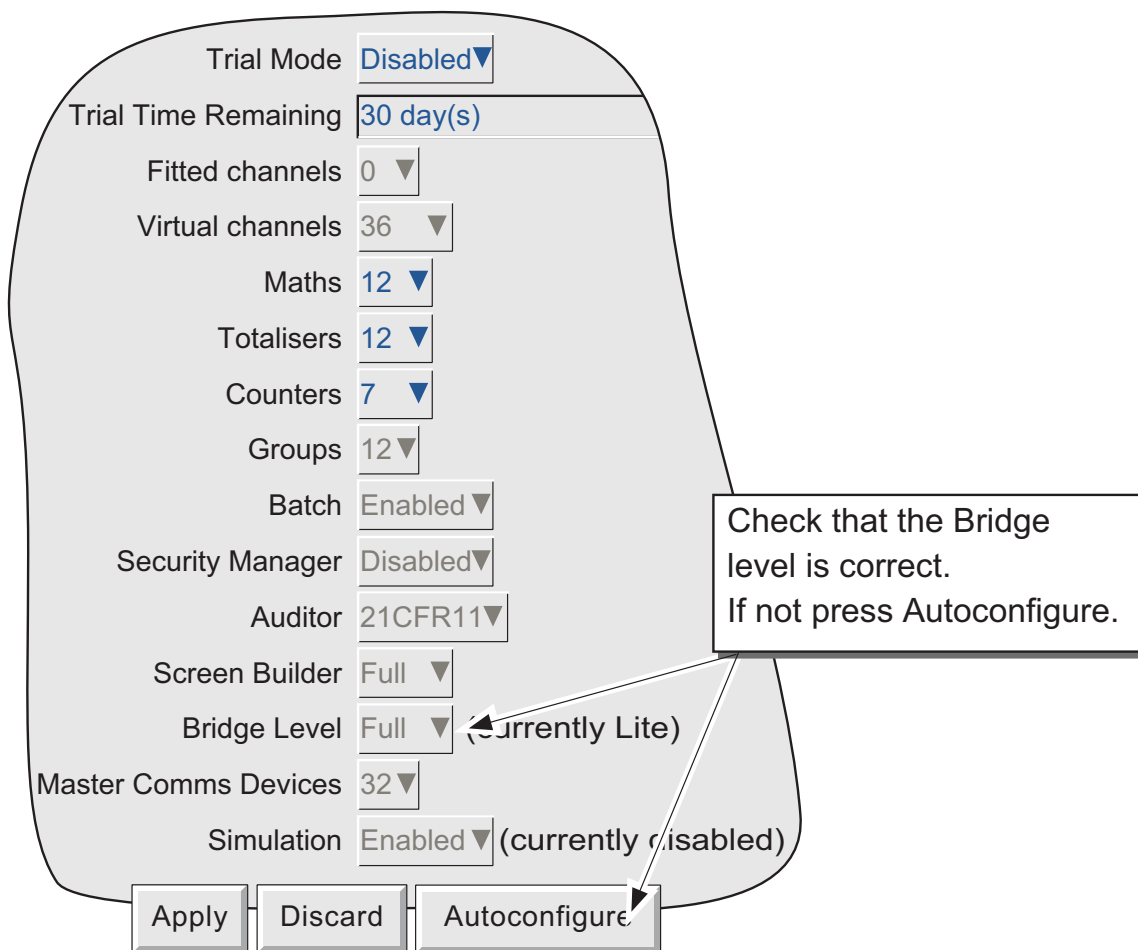 Trial Mode Disabled
Trial Time Remaining 30 day(s)
Fitted channels 0
Virtual channels 36
Maths 12
Totalisers 12
Counters 7
Groups 12
Batch Enabled
Security Manager Disabled
Auditor 21CFR11
Screen Builder Full
Bridge Level Full (currently Lite)
Master Comms Devices 32
Simulation Enabled (currently disabled)
Apply Discard Autoconfigure
Check that the Bridge
level is correct.
If not press Autoconfigure.